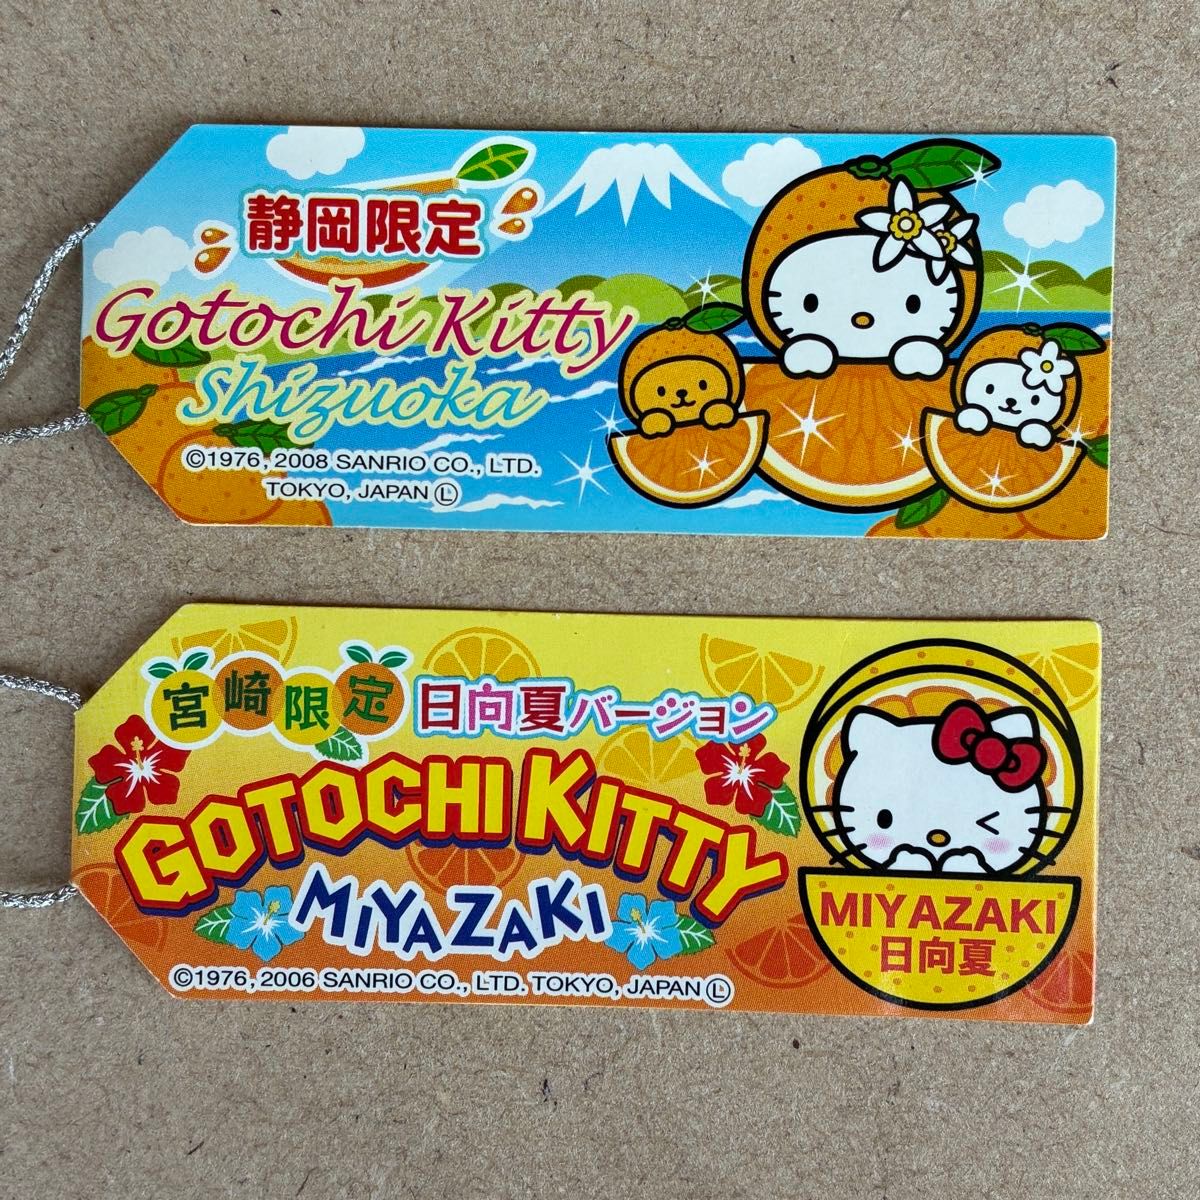 静岡限定
Gotochi Kitty
Shizuoka
©1976, 2008 SANRIO CO., LTD.
TOKYO, JAPAN Ⓛ
宮崎限定 日向夏バージョン
GOTOCHI KITTY
MIYAZAKI
©1976, 2006 SANRIO CO., LTD. TOKYO, JAPAN Ⓛ
MIYAZAKI
日向夏